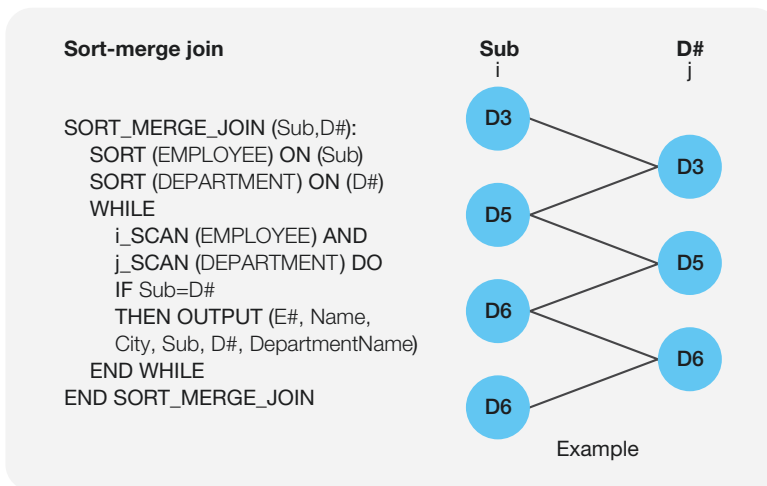 Sort-merge join
SORT_MERGE_JOIN (Sub,D#):
SORT (EMPLOYEE) ON (Sub)
SORT (DEPARTMENT) ON (D#)
WHILE
i_SCAN (EMPLOYEE) AND
j_SCAN (DEPARTMENT) DO
IF Sub=D#
THEN OUTPUT (E#, Name,
City, Sub, D#, DepartmentName)
END WHILE
END SORT_MERGE_JOIN
Sub
i
D3
D5
D6
D6
D#
j
D3
D5
D6
Example